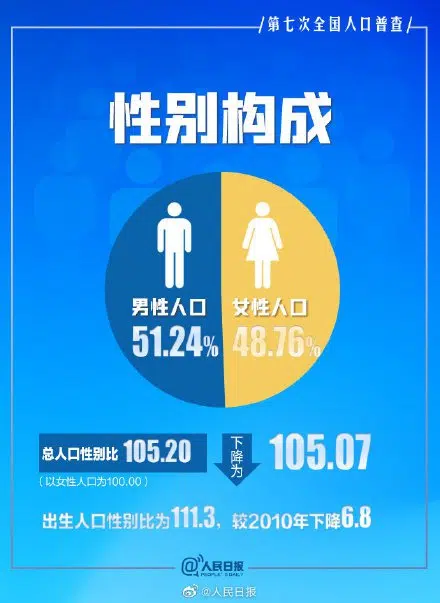 第七次全国人口普查
性别构成
男性人口 女性人口
51.24% 48.76%
总人口性别比 105.20 下降为 105.07
(以女性人口为100.00)
出生人口性别比为111.3，较2010年下降6.8
@人民日报
PEOPLE'S DAILY
@人民日报